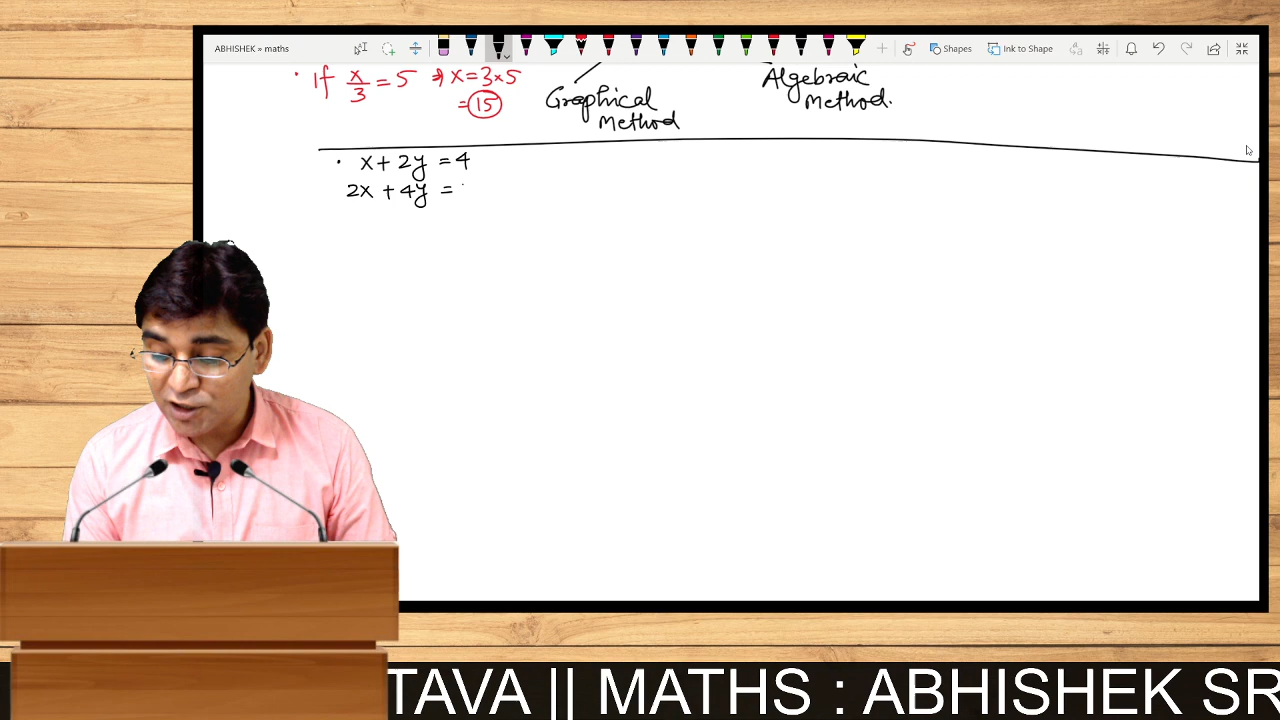 ABHISHEK » maths
Shapes
Ink to Shape
• If x/3 = 5 ⇒ x = 3×5
= 15
Graphical
Method
Algebraic
Method.
• x + 2y = 4
2x + 4y =
TAVA || MATHS : ABHISHEK SR